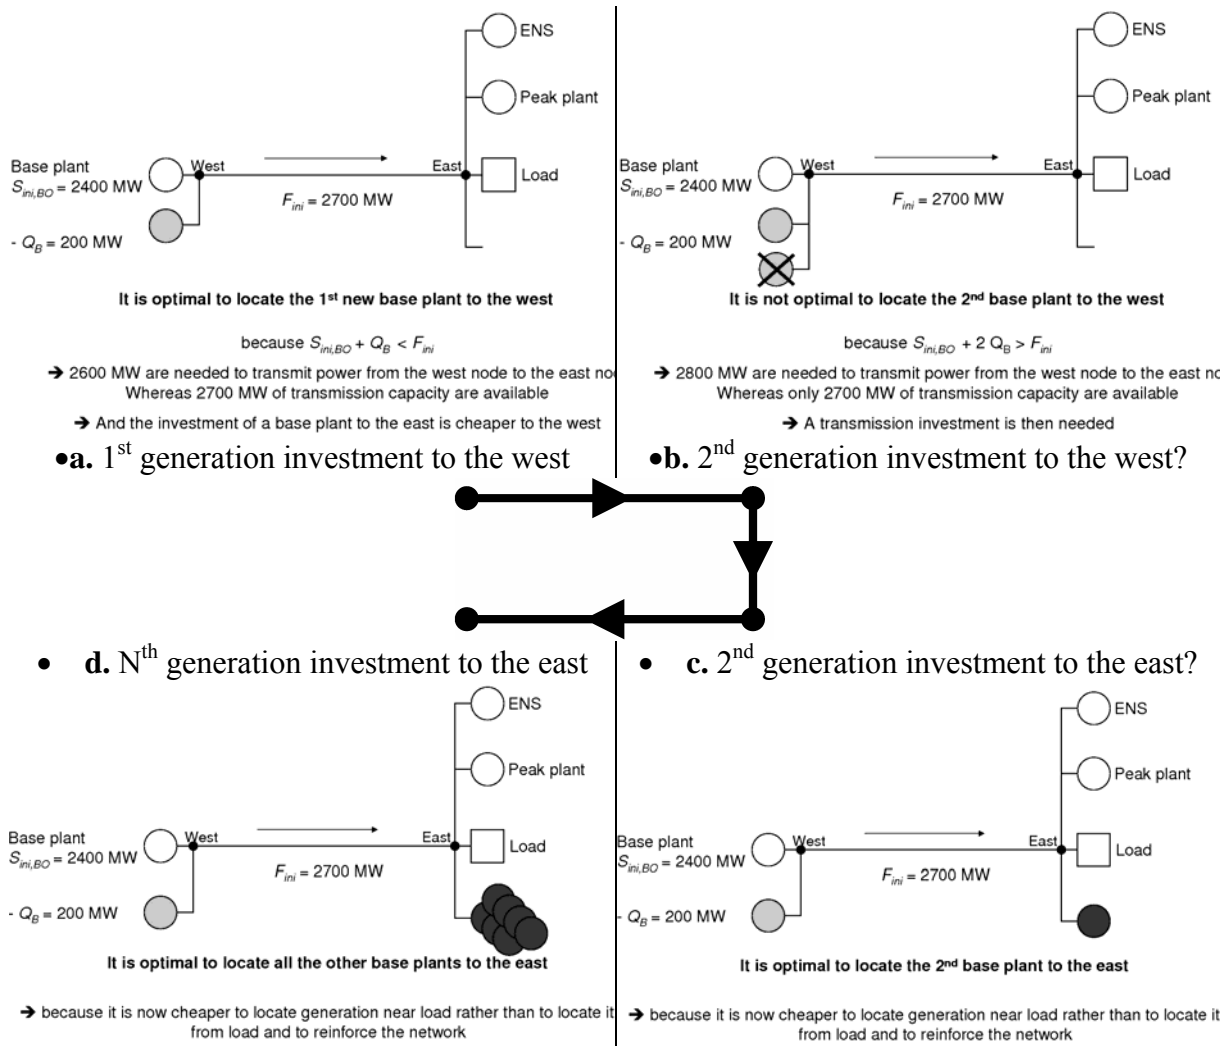 ENS
Peak plant
Base plant
S_ini,BO = 2400 MW
West
East
Load
F_ini = 2700 MW
- Q_B = 200 MW
It is optimal to locate the 1st new base plant to the west
because S_ini,BO + Q_B < F_ini
➔ 2600 MW are needed to transmit power from the west node to the east no
Whereas 2700 MW of transmission capacity are available
➔ And the investment of a base plant to the east is cheaper to the west
•a. 1st generation investment to the west
ENS
Peak plant
Base plant
S_ini,BO = 2400 MW
West
East
Load
F_ini = 2700 MW
- Q_B = 200 MW
It is not optimal to locate the 2nd base plant to the west
because S_ini,BO + 2 Q_B > F_ini
➔ 2800 MW are needed to transmit power from the west node to the east no
Whereas only 2700 MW of transmission capacity are available
➔ A transmission investment is then needed
•b. 2nd generation investment to the west?
• d. Nth generation investment to the east
ENS
Peak plant
Base plant
S_ini,BO = 2400 MW
West
East
Load
F_ini = 2700 MW
- Q_B = 200 MW
It is optimal to locate all the other base plants to the east
➔ because it is now cheaper to locate generation near load rather than to locate it
from load and to reinforce the network
• c. 2nd generation investment to the east?
ENS
Peak plant
Base plant
S_ini,BO = 2400 MW
West
East
Load
F_ini = 2700 MW
- Q_B = 200 MW
It is optimal to locate the 2nd base plant to the east
➔ because it is now cheaper to locate generation near load rather than to locate it
from load and to reinforce the network